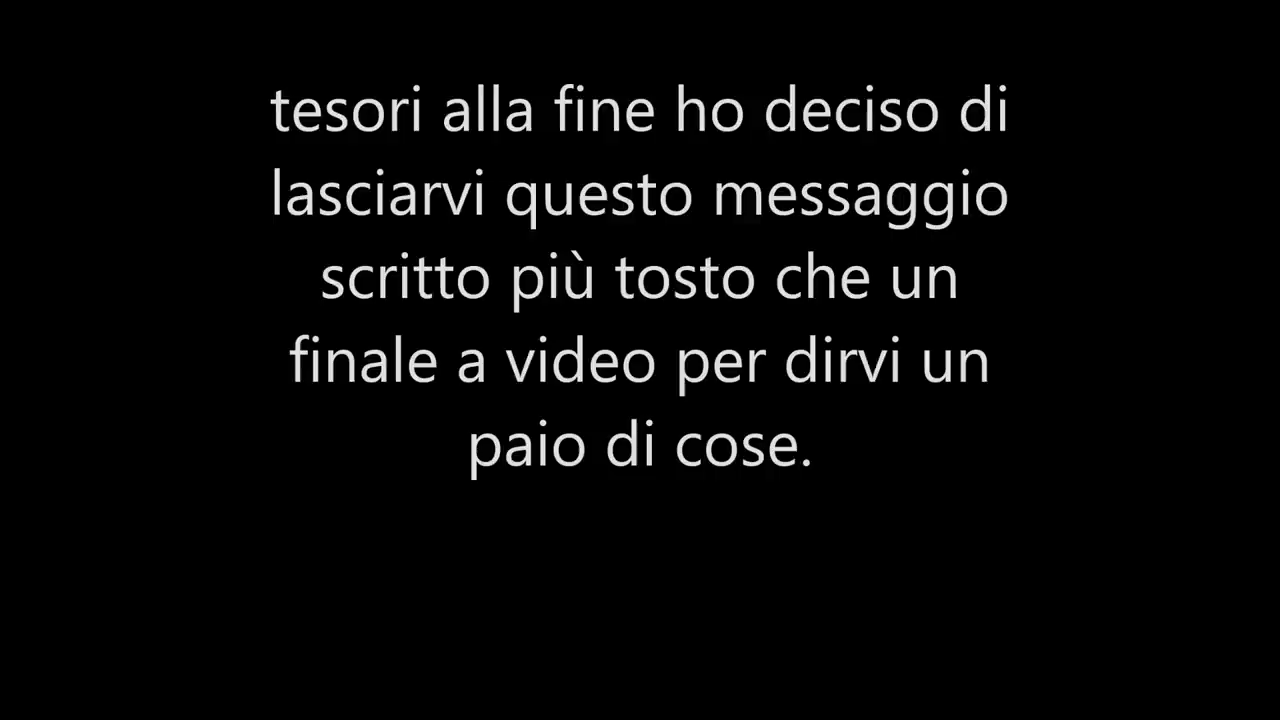 tesori alla fine ho deciso di
lasciarvi questo messaggio
scritto più tosto che un
finale a video per dirvi un
paio di cose.